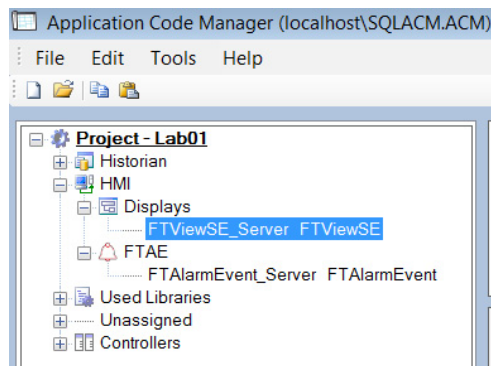 Application Code Manager (localhost\SQLACM.ACM)
File Edit Tools Help
Project - Lab01
Historian
HMI
Displays
FTViewSE_Server FTViewSE
FTAE
FTAlarmEvent_Server FTAlarmEvent
Used Libraries
Unassigned
Controllers